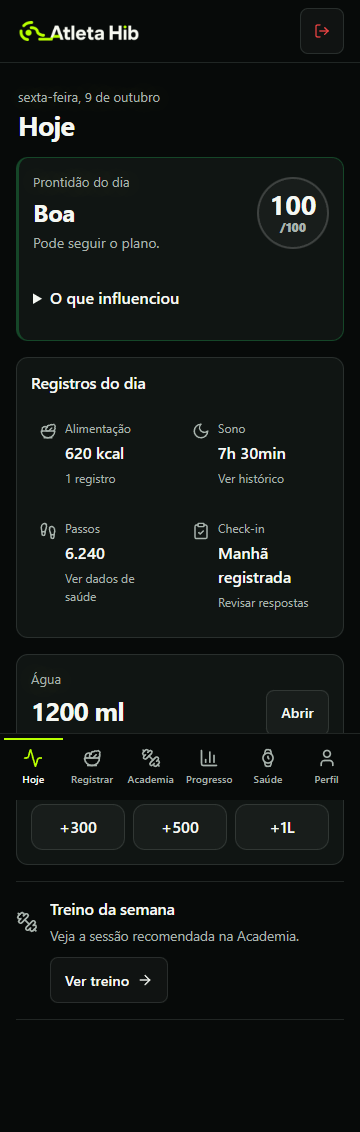 Atleta Hib
sexta-feira, 9 de outubro
Hoje
Prontidão do dia
Boa
Pode seguir o plano.
100
/100
O que influenciou
Registros do dia
Alimentação
620 kcal
1 registro
Sono
7h 30min
Ver histórico
Passos
6.240
Ver dados de
saúde
Check-in
Manhã
registrada
Revisar respostas
Água
1200 ml
Abrir
Hoje
Registrar
Academia
Progresso
Saúde
Perfil
+300
+500
+1L
Treino da semana
Veja a sessão recomendada na Academia.
Ver treino